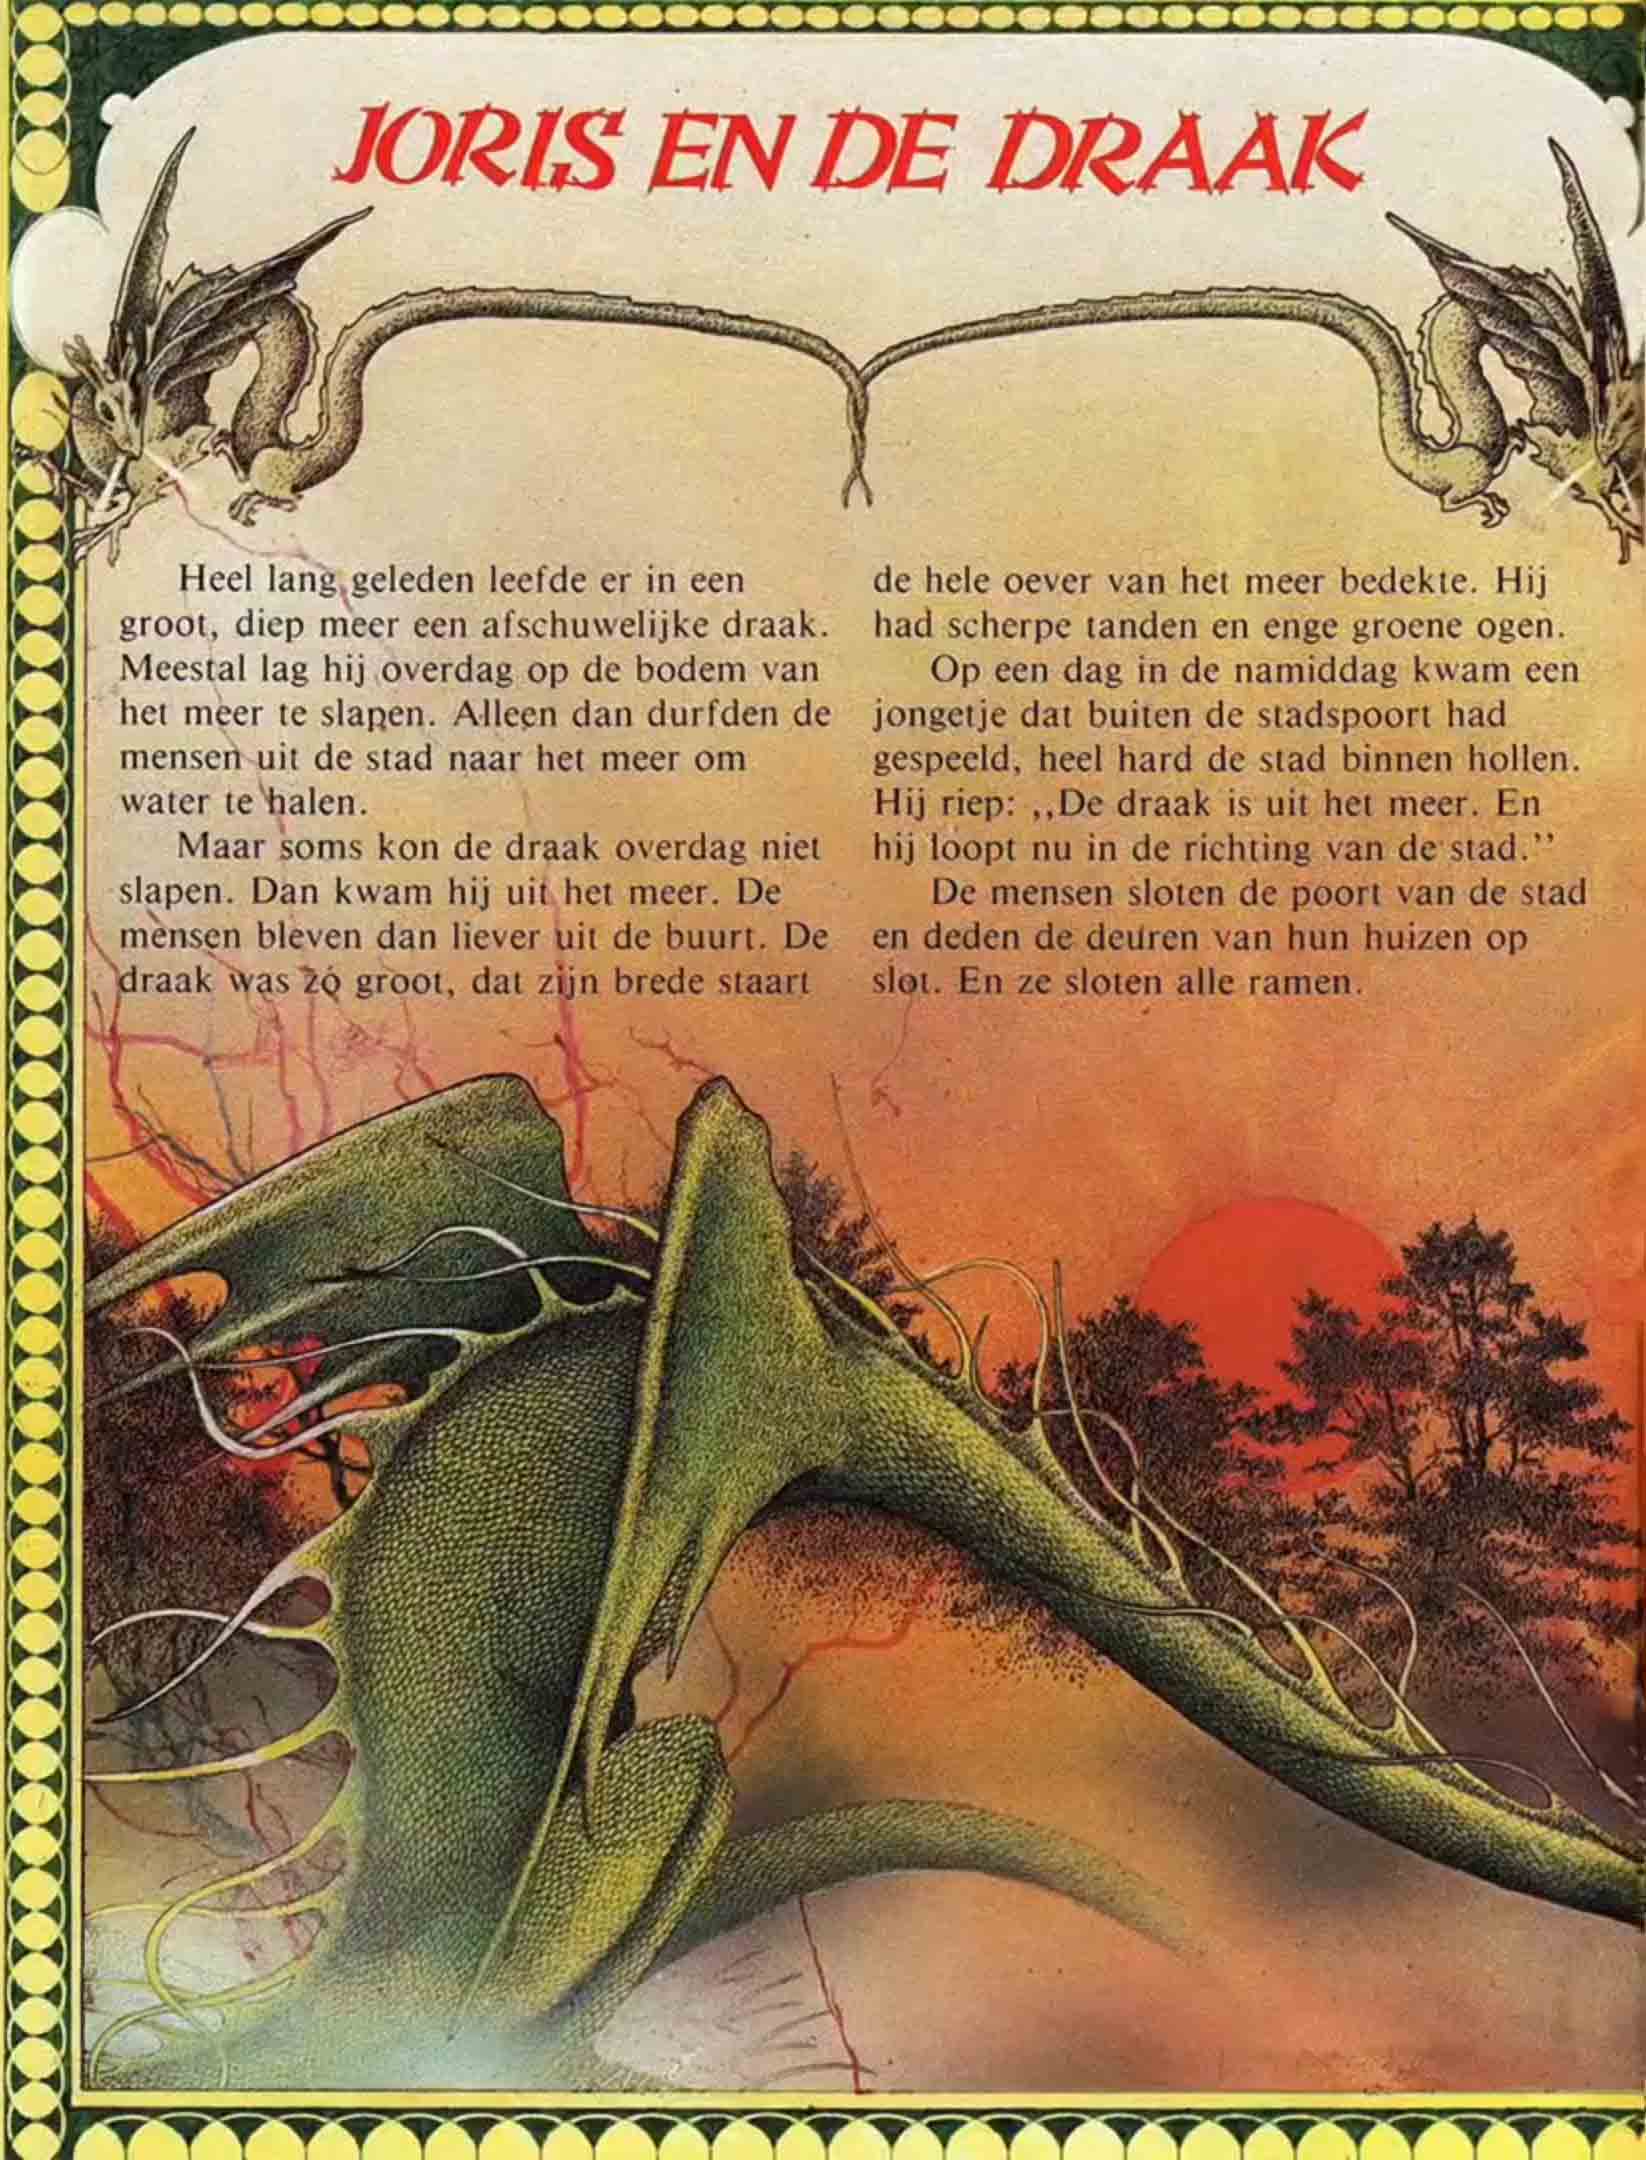 JORIS EN DE DRAAK
Heel lang geleden leefde er in een
groot, diep meer een afschuwelijke draak.
Meestal lag hij overdag op de bodem van
het meer te slapen. Alleen dan durfden de
mensen uit de stad naar het meer om
water te halen.
Maar soms kon de draak overdag niet
slapen. Dan kwam hij uit het meer. De
mensen bleven dan liever uit de buurt. De
draak was zó groot, dat zijn brede staart
de hele oever van het meer bedekte. Hij
had scherpe tanden en enge groene ogen.
Op een dag in de namiddag kwam een
jongetje dat buiten de stadspoort had
gespeeld, heel hard de stad binnen hollen.
Hij riep: ,,De draak is uit het meer. En
hij loopt nu in de richting van de stad.’’
De mensen sloten de poort van de stad
en deden de deuren van hun huizen op
slot. En ze sloten alle ramen.